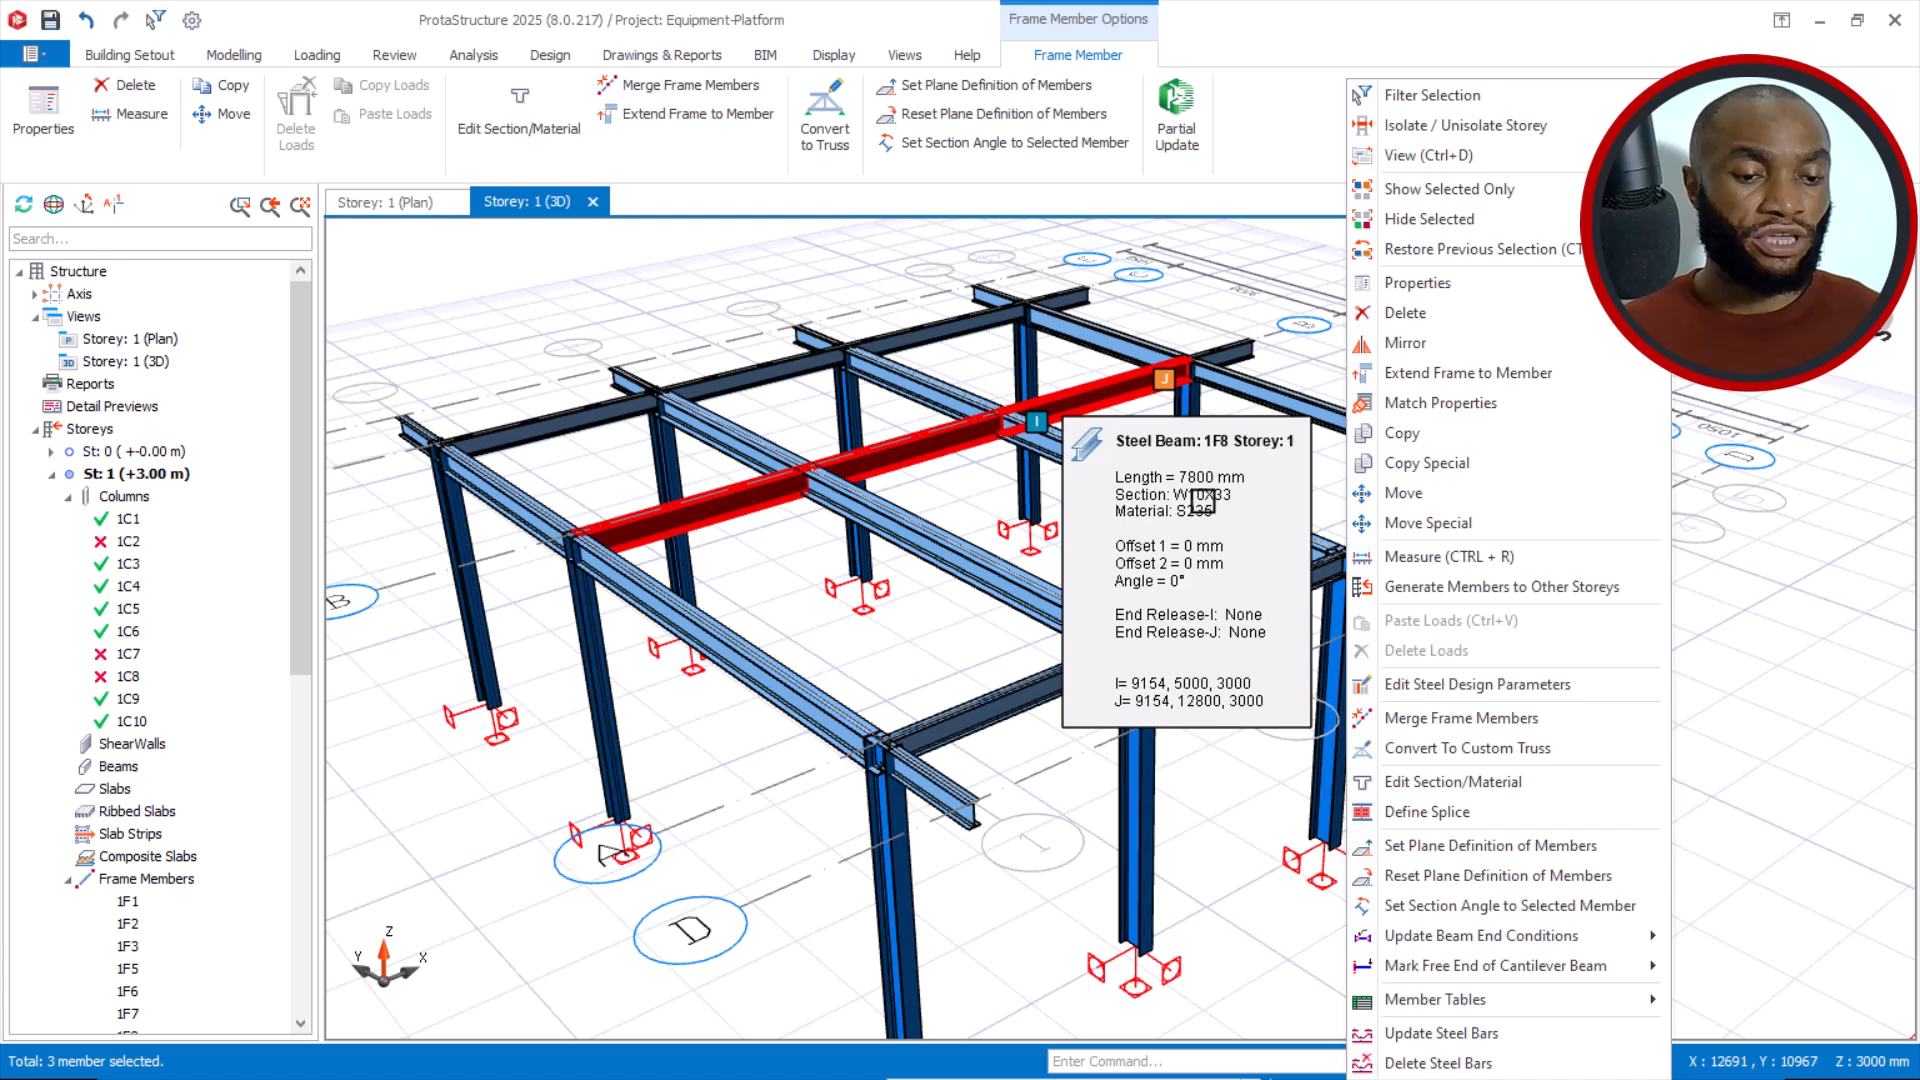 ProtaStructure 2025 (8.0.217) / Project: Equipment-Platform
Frame Member Options
Building Setout
Modelling
Loading
Review
Analysis
Design
Drawings & Reports
BIM
Display
Views
Help
Frame Member
Properties
Delete
Measure
Copy
Move
Delete Loads
Copy Loads
Paste Loads
Edit Section/Material
Merge Frame Members
Extend Frame to Member
Convert to Truss
Set Plane Definition of Members
Reset Plane Definition of Members
Set Section Angle to Selected Member
Partial Update
Search...
Structure
Axis
Views
Storey: 1 (Plan)
Storey: 1 (3D)
Reports
Detail Previews
Storeys
St: 0 ( +-0.00 m)
St: 1 (+3.00 m)
Columns
1C1
1C2
1C3
1C4
1C5
1C6
1C7
1C8
1C9
1C10
ShearWalls
Beams
Slabs
Ribbed Slabs
Slab Strips
Composite Slabs
Frame Members
1F1
1F2
1F3
1F5
1F6
1F7
Storey: 1 (Plan)
Storey: 1 (3D)
J
I
B
A
D
Z
Y
X
Steel Beam: 1F8 Storey: 1
Length = 7800 mm
Section: W10X33
Material: S235
Offset 1 = 0 mm
Offset 2 = 0 mm
Angle = 0°
End Release-I: None
End Release-J: None
I= 9154, 5000, 3000
J= 9154, 12800, 3000
Filter Selection
Isolate / Unisolate Storey
View (Ctrl+D)
Show Selected Only
Hide Selected
Restore Previous Selection (CT
Properties
Delete
Mirror
Extend Frame to Member
Match Properties
Copy
Copy Special
Move
Move Special
Measure (CTRL + R)
Generate Members to Other Storeys
Paste Loads (Ctrl+V)
Delete Loads
Edit Steel Design Parameters
Merge Frame Members
Convert To Custom Truss
Edit Section/Material
Define Splice
Set Plane Definition of Members
Reset Plane Definition of Members
Set Section Angle to Selected Member
Update Beam End Conditions
Mark Free End of Cantilever Beam
Member Tables
Update Steel Bars
Delete Steel Bars
Total: 3 member selected.
Enter Command...
X : 12691 , Y : 10967 Z : 3000 mm